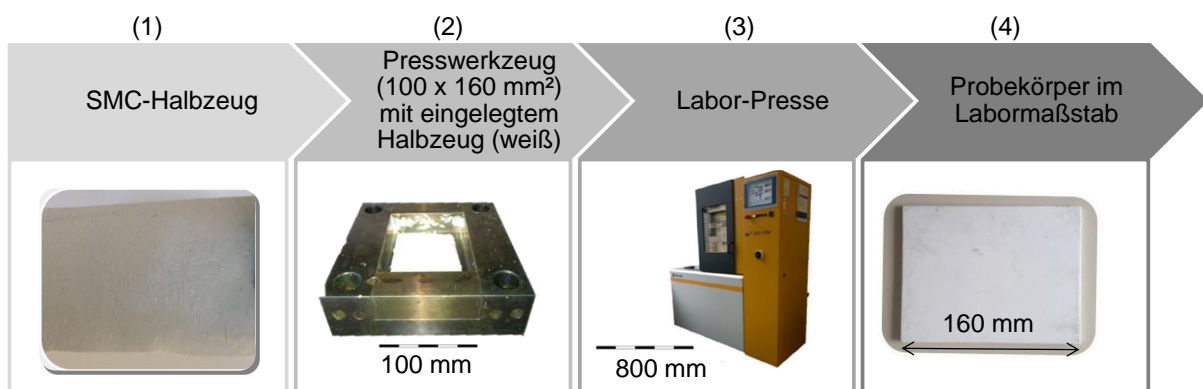 (1)
(2)
(3)
(4)
SMC-Halbzeug
Presswerkzeug
(100 x 160 mm²)
mit eingelegtem
Halbzeug (weiß)
Labor-Presse
Probekörper im
Labormaßstab
100 mm
800 mm
160 mm